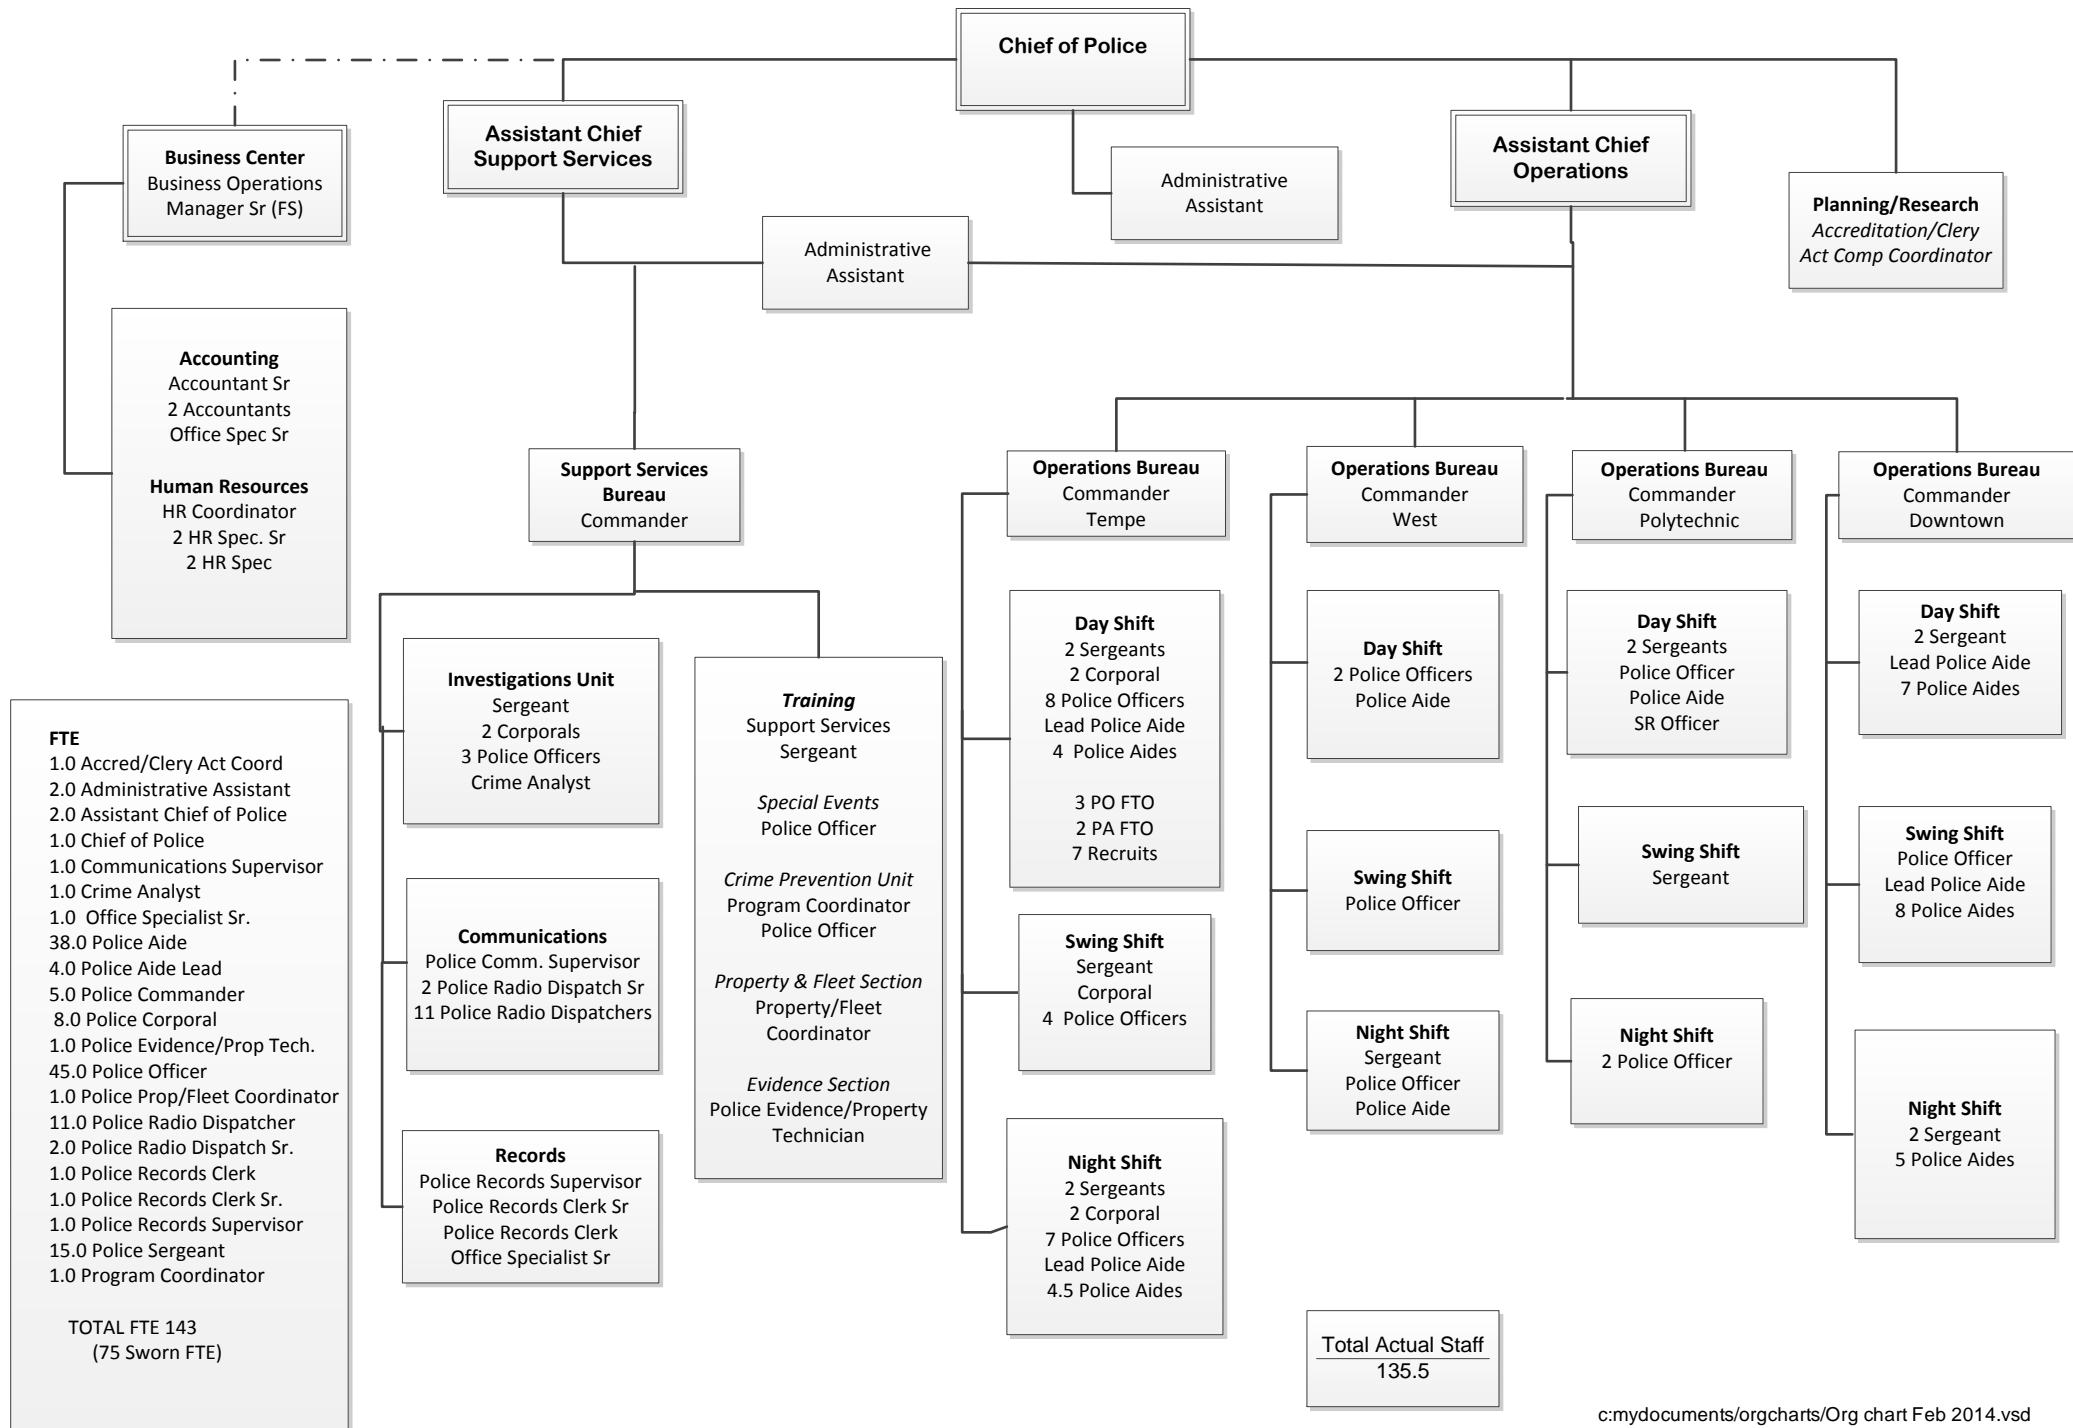 Chief of Police
Assistant Chief
Support Services
Assistant Chief
Operations
Business Center
Business Operations
Manager Sr (FS)
Administrative
Assistant
Planning/Research
Accreditation/Clery
Act Comp Coordinator
Administrative
Assistant
Accounting
Accountant Sr
2 Accountants
Office Spec Sr
Human Resources
HR Coordinator
2 HR Spec. Sr
2 HR Spec
Support Services
Bureau
Commander
Operations Bureau
Commander
Tempe
Operations Bureau
Commander
West
Operations Bureau
Commander
Polytechnic
Operations Bureau
Commander
Downtown
Investigations Unit
Sergeant
2 Corporals
3 Police Officers
Crime Analyst
Communications
Police Comm. Supervisor
2 Police Radio Dispatch Sr
11 Police Radio Dispatchers
Records
Police Records Supervisor
Police Records Clerk Sr
Police Records Clerk
Office Specialist Sr
Training
Support Services
Sergeant
Special Events
Police Officer
Crime Prevention Unit
Program Coordinator
Police Officer
Property & Fleet Section
Property/Fleet
Coordinator
Evidence Section
Police Evidence/Property
Technician
Day Shift
2 Sergeants
2 Corporal
8 Police Officers
Lead Police Aide
4 Police Aides
3 PO FTO
2 PA FTO
7 Recruits
Swing Shift
Sergeant
Corporal
4 Police Officers
Night Shift
2 Sergeants
2 Corporal
7 Police Officers
Lead Police Aide
4.5 Police Aides
Day Shift
2 Police Officers
Police Aide
Swing Shift
Police Officer
Night Shift
Sergeant
Police Officer
Police Aide
Day Shift
2 Sergeants
Police Officer
Police Aide
SR Officer
Swing Shift
Sergeant
Night Shift
2 Police Officer
Day Shift
2 Sergeant
Lead Police Aide
7 Police Aides
Swing Shift
Police Officer
Lead Police Aide
8 Police Aides
Night Shift
2 Sergeant
5 Police Aides
FTE
1.0 Accred/Clery Act Coord
2.0 Administrative Assistant
2.0 Assistant Chief of Police
1.0 Chief of Police
1.0 Communications Supervisor
1.0 Crime Analyst
1.0 Office Specialist Sr.
38.0 Police Aide
4.0 Police Aide Lead
5.0 Police Commander
8.0 Police Corporal
1.0 Police Evidence/Prop Tech.
45.0 Police Officer
1.0 Police Prop/Fleet Coordinator
11.0 Police Radio Dispatcher
2.0 Police Radio Dispatch Sr.
1.0 Police Records Clerk
1.0 Police Records Clerk Sr.
1.0 Police Records Supervisor
15.0 Police Sergeant
1.0 Program Coordinator
TOTAL FTE 143
(75 Sworn FTE)
Total Actual Staff
135.5
c:mydocuments/orgcharts/Org chart Feb 2014.vsd